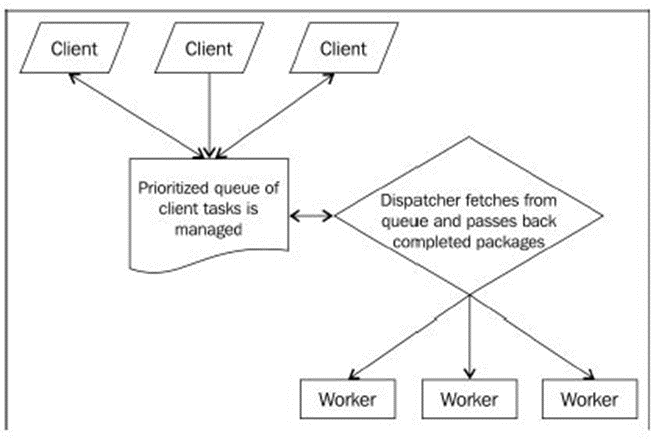 Client
Client
Client
Prioritized queue of
client tasks is
managed
Dispatcher fetches from
queue and passes back
completed packages
Worker
Worker
Worker